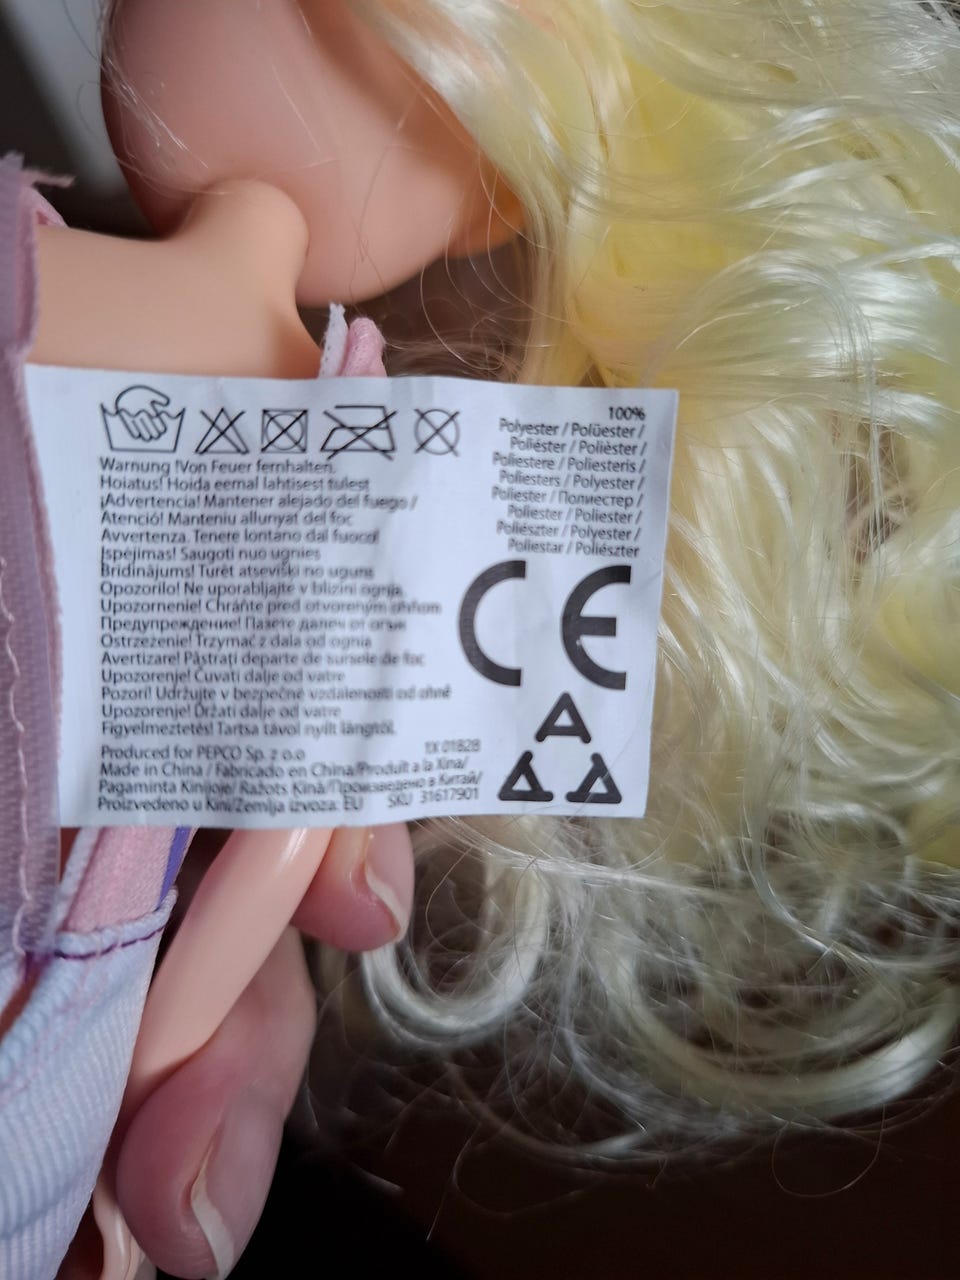 Warnung !Von Feuer fernhalten.
Hoiatus! Hoida eemal lahtisest tulest
¡Advertencia! Mantener alejado del fuego /
Atenció! Manteniu allunyat del foc
Avvertenza. Tenere lontano dal fuoco!
Įspėjimas! Saugoti nuo ugnies
Brīdinājums! Turēt atsevišķi no uguns
Opozorilo! Ne uporabljajte v bližini ognja.
Upozornenie! Chráňte pred otvoreným ohňom
Предупреждение! Пазете далеч от огън
Ostrzeżenie! Trzymać z dala od ognia
Avertizare! Păstrați departe de sursele de foc
Upozorenje! Čuvati dalje od vatre
Pozor! Udržujte v bezpečné vzdálenosti od ohně
Upozorenje! Držati dalje od vatre
Figyelmeztetés! Tartsa távol nyílt lángtól.
Produced for PEPCO Sp. z o.o
1X 01828
Made in China / Fabricado en China/Produït a la Xina/
Pagaminta Kinijoje/ Ražots Ķīnā/Произведено в Китай/
Proizvedeno u Kini/Zemlja izvoza: EU SKU 31617901
100%
Polyester / Polüester /
Poliéster / Polièster /
Poliestere / Poliesteris /
Poliesters / Polyester /
Poliester / Полиестер /
Poliester / Poliester /
Poliészter / Polyester /
Poliestar / Poliészter
CE
A
A A